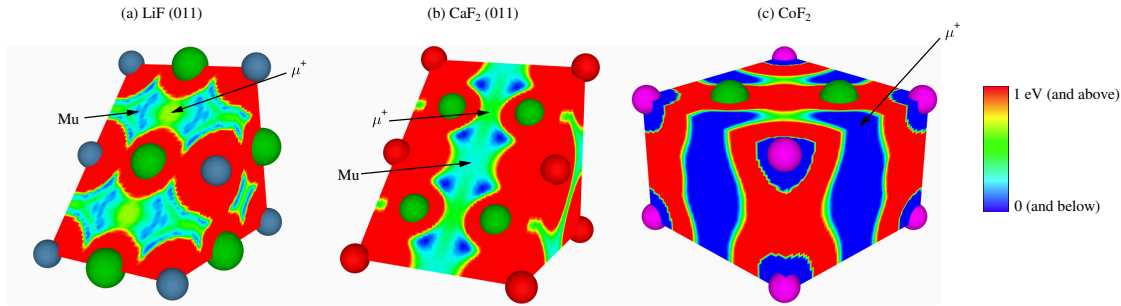 (a) LiF (011)
(b) CaF₂ (011)
(c) CoF₂
μ⁺
Mu
μ⁺
Mu
μ⁺
1 eV (and above)
0 (and below)